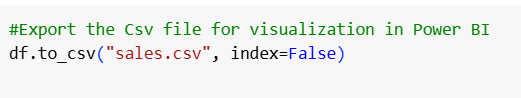 #Export the Csv file for visualization in Power BI
df.to_csv("sales.csv", index=False)